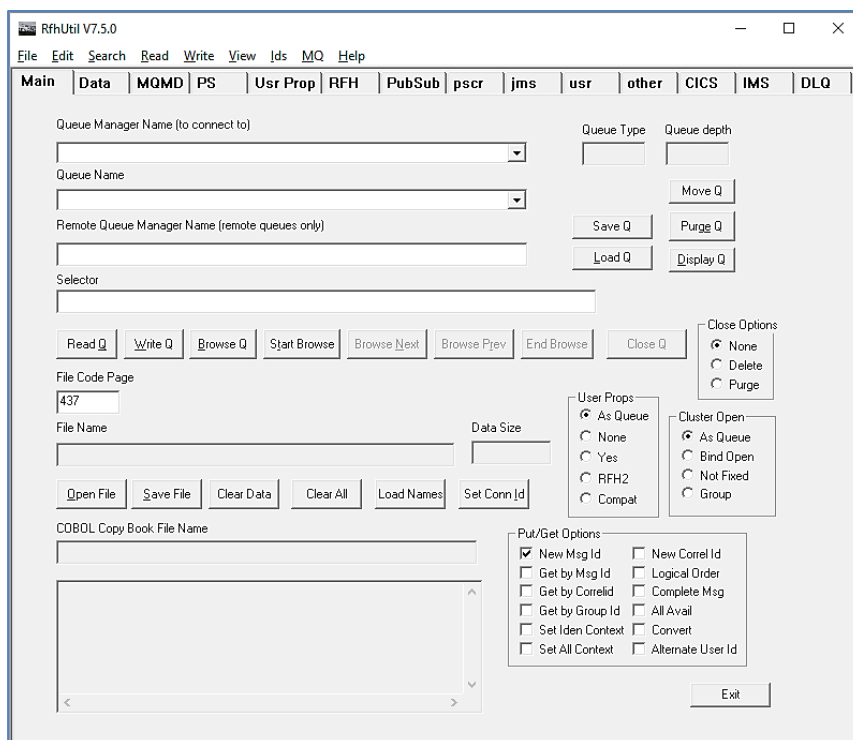 RfhUtil V7.5.0
File Edit Search Read Write View Ids MQ Help
Main Data MQMD PS Usr Prop RFH PubSub pscr jms usr other CICS IMS DLQ
Queue Manager Name (to connect to)
Queue Type Queue depth
Queue Name
Move Q
Remote Queue Manager Name (remote queues only)
Save Q Purge Q
Load Q Display Q
Selector
Read Q Write Q Browse Q Start Browse Browse Next Browse Prev End Browse Close Q
Close Options
None
Delete
Purge
File Code Page
437
File Name
Data Size
User Props
As Queue
None
Yes
RFH2
Compat
Cluster Open
As Queue
Bind Open
Not Fixed
Group
Open File Save File Clear Data Clear All Load Names Set Conn Id
COBOL Copy Book File Name
Put/Get Options
New Msg Id New Correl Id
Get by Msg Id Logical Order
Get by Correlid Complete Msg
Get by Group Id All Avail
Set Iden Context Convert
Set All Context Alternate User Id
Exit